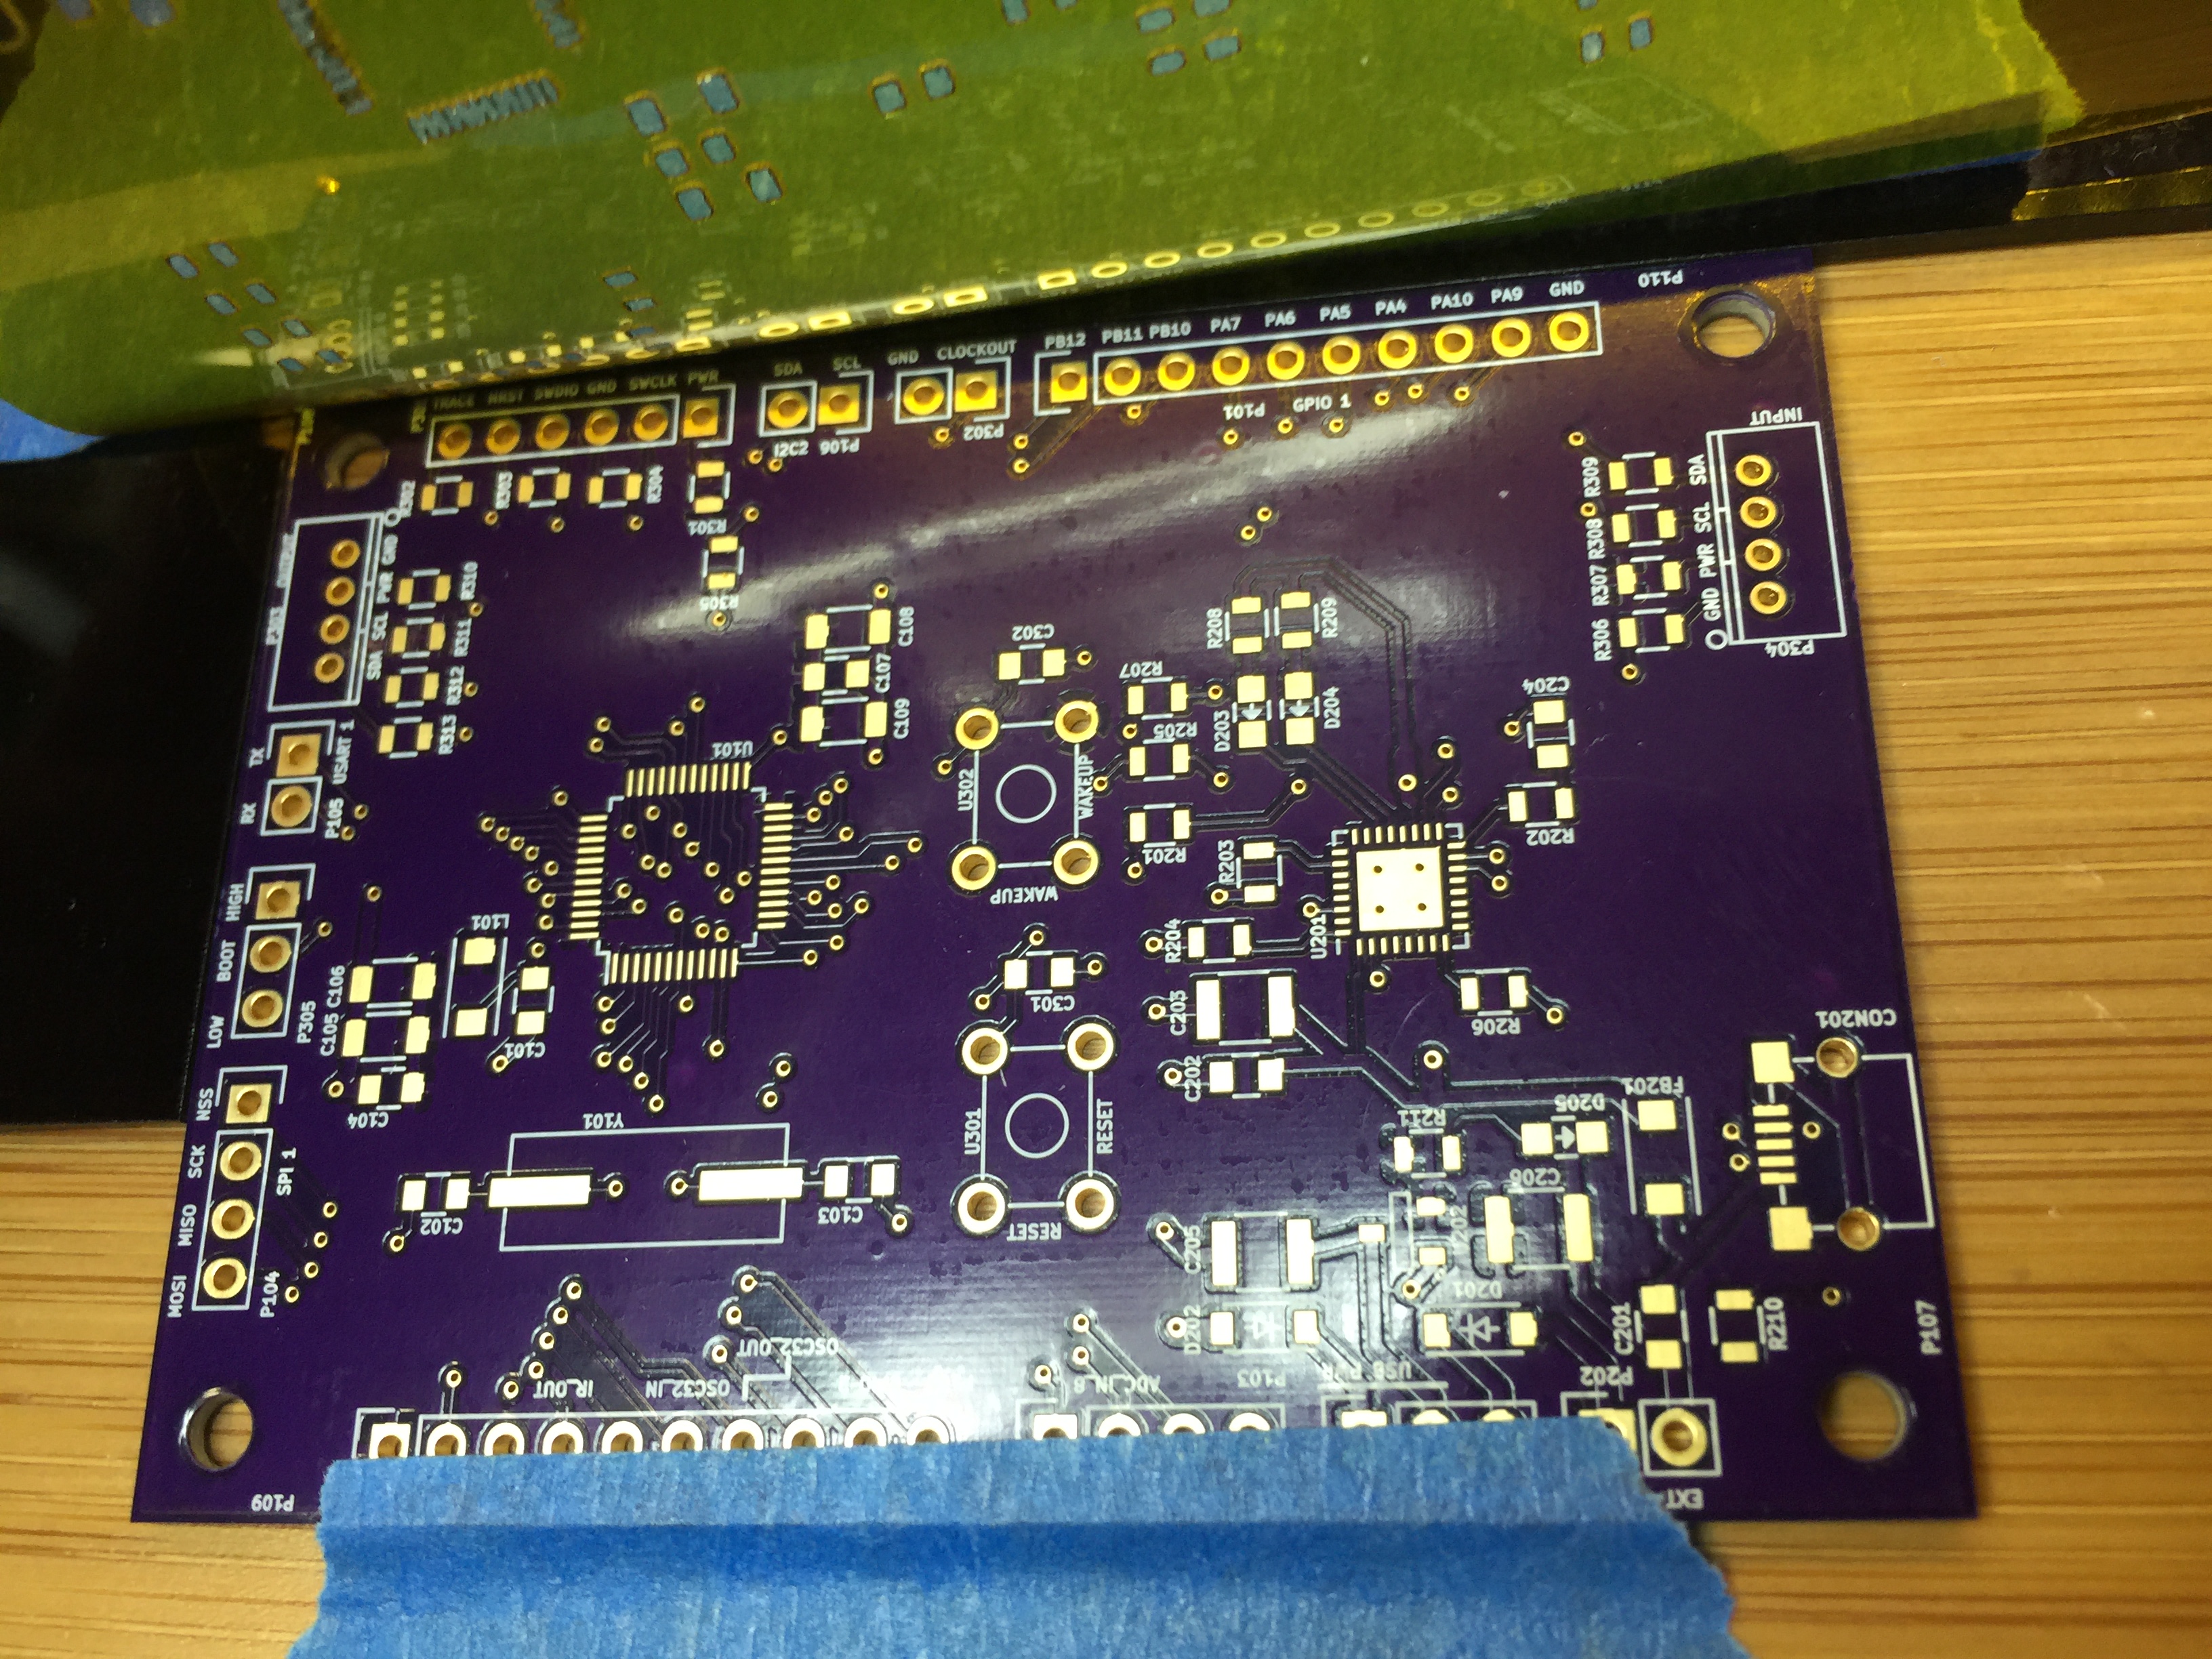 P110
GND
PA9
PA10
PA4
PA5
PA6
PA7
PB10
PB11
PB12
CLOCKOUT
GND
SCL
SDA
PWR
SWCLK
GND
SWDIO
NRST
TRACE
GPIO 1
P101
P302
P106
I2C2
R302
R303
R304
R301
R305
INPUT
SDA
SCL
PWR
GND
P304
R309
R308
R307
R306
P303
GND
PWR
SCL
SDA
R310
R311
R312
R313
C108
C107
C109
C302
R207
R205
R201
R208
R209
D203
D204
C204
R202
U101
U302
WAKEUP
WAKEUP
TX
RX
USART 1
P105
R203
R204
U201
R206
HIGH
BOOT
LOW
P305
C106
C105
C104
L101
C101
C301
C203
C202
CON201
NSS
SCK
MISO
MOSI
SPI 1
P104
Y101
C102
C103
U301
RESET
RESET
R211
D205
FB201
C206
C205
D201
D202
C201
R210
P107
OSC32_OUT
OSC32_IN
IR_OUT
ADC_IN_8
P103
USB_PWR
P202
P109
EXT